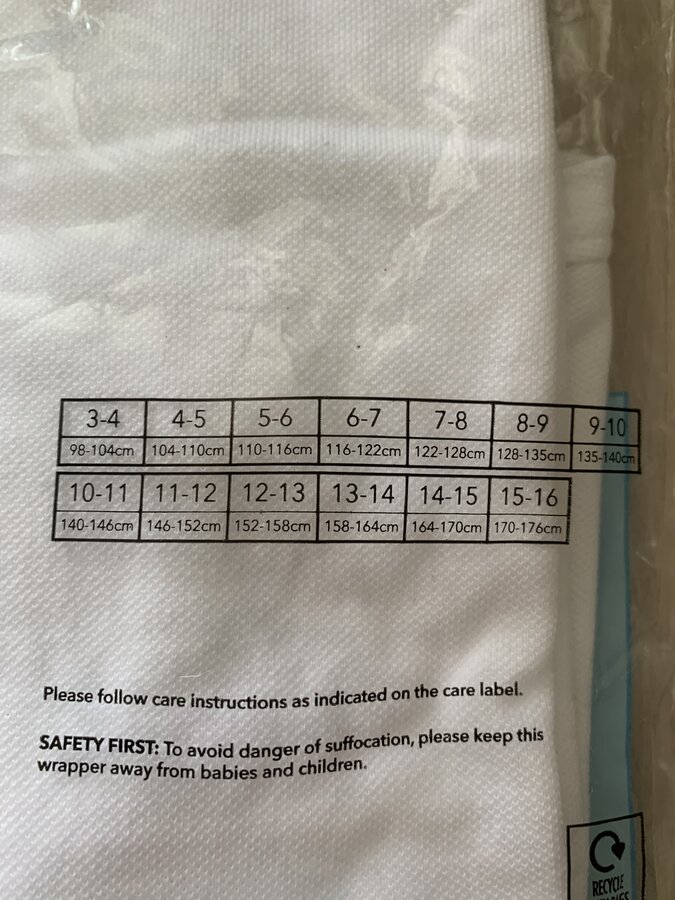 3-4 4-5 5-6 6-7 7-8 8-9 9-10
98-104cm 104-110cm 110-116cm 116-122cm 122-128cm 128-135cm 135-140cm
10-11 11-12 12-13 13-14 14-15 15-16
140-146cm 146-152cm 152-158cm 158-164cm 164-170cm 170-176cm
Please follow care instructions as indicated on the care label.
SAFETY FIRST: To avoid danger of suffocation, please keep this
wrapper away from babies and children.
RECYCLE